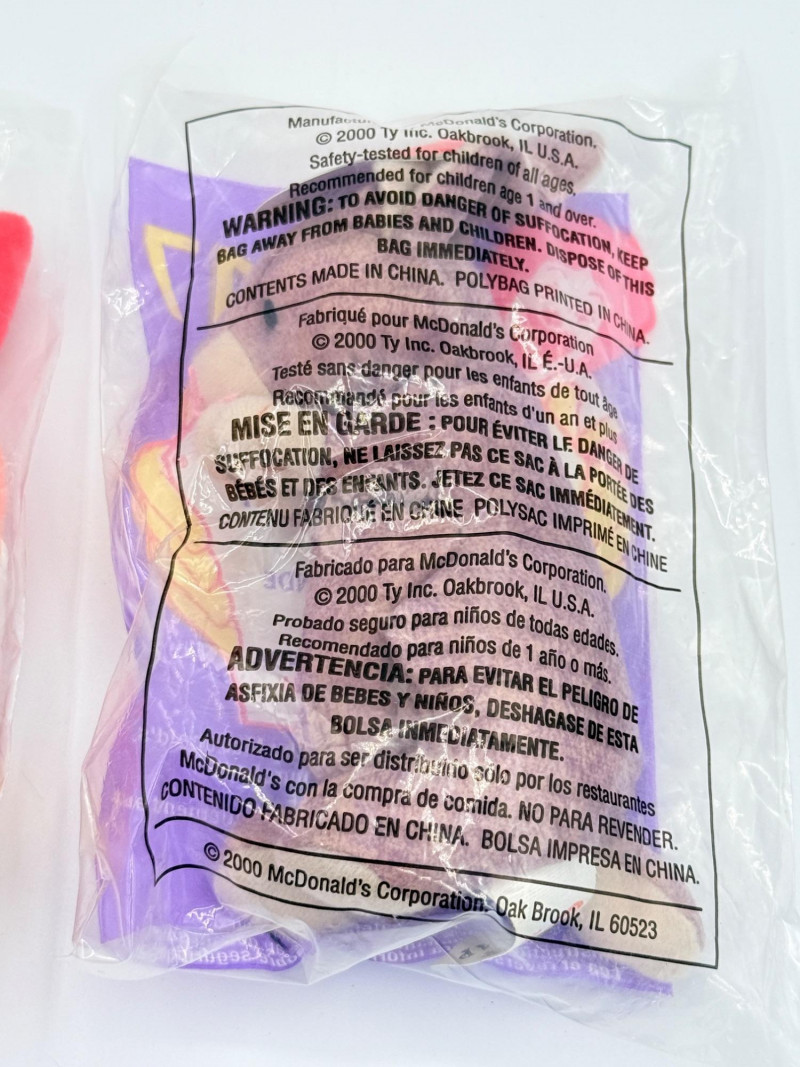 McDonald's Corporation.
© 2000 Ty Inc. Oakbrook, IL U.S.A.
Safety-tested for children of all ages.
Recommended for children age 1 and over.
WARNING: TO AVOID DANGER OF SUFFOCATION, KEEP
BAG AWAY FROM BABIES AND CHILDREN. DISPOSE OF THIS
BAG IMMEDIATELY.
CONTENTS MADE IN CHINA. POLYBAG PRINTED IN CHINA.
Fabriqué pour McDonald's Corporation
© 2000 Ty Inc. Oakbrook, IL É.-U.A.
Testé sans danger pour les enfants de tout âge
Recommandé pour les enfants d'un an et plus
MISE EN GARDE : POUR ÉVITER LE DANGER DE
SUFFOCATION, NE LAISSEZ PAS CE SAC À LA PORTÉE DES
BÉBÉS ET DES ENFANTS. JETEZ CE SAC IMMÉDIATEMENT.
CONTENU FABRIQUÉ EN CHINE POLYSAC IMPRIMÉ EN CHINE
Fabricado para McDonald's Corporation.
© 2000 Ty Inc. Oakbrook, IL U.S.A.
Probado seguro para niños de todas edades.
Recomendado para niños de 1 año o más.
ADVERTENCIA: PARA EVITAR EL PELIGRO DE
ASFIXIA DE BEBES Y NIÑOS, DESHAGASE DE ESTA
BOLSA INMEDIATAMENTE.
Autorizado para ser distribuirlo sólo por los restaurantes
McDonald's con la compra de comida. NO PARA REVENDER.
CONTENIDO FABRICADO EN CHINA. BOLSA IMPRESA EN CHINA.
© 2000 McDonald's Corporation. Oak Brook, IL 60523